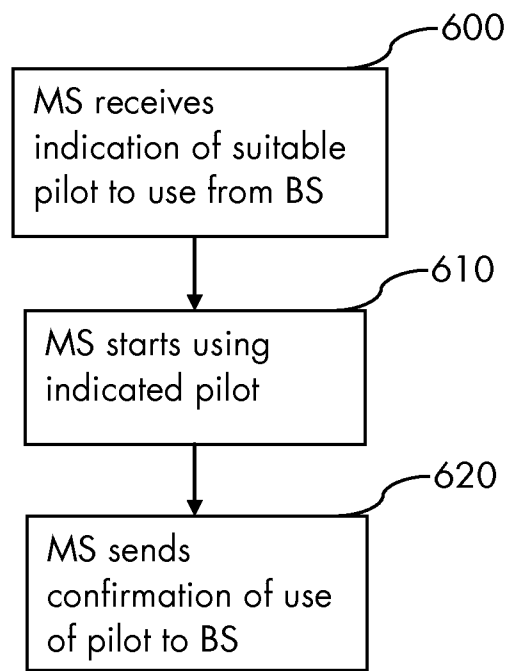 600
MS receives
indication of suitable
pilot to use from BS
610
MS starts using
indicated pilot
620
MS sends
confirmation of use
of pilot to BS